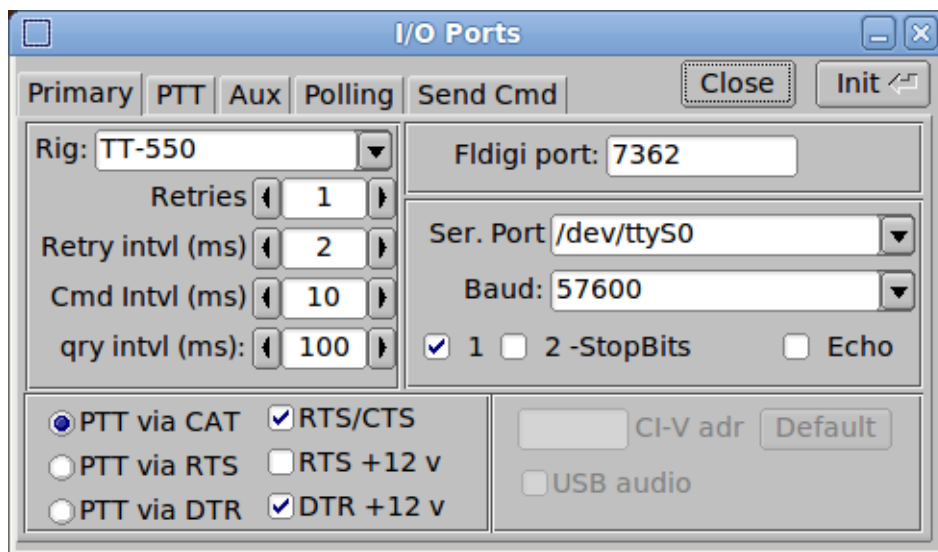 I/O Ports
Primary PTT Aux Polling Send Cmd Close Init
Rig: TT-550
Retries 1
Retry intvl (ms) 2
Cmd Intvl (ms) 10
qry intvl (ms): 100
Fldigi port: 7362
Ser. Port /dev/ttyS0
Baud: 57600
1 2 -StopBits Echo
PTT via CAT RTS/CTS
PTT via RTS RTS +12 v
PTT via DTR DTR +12 v
CI-V adr Default
USB audio